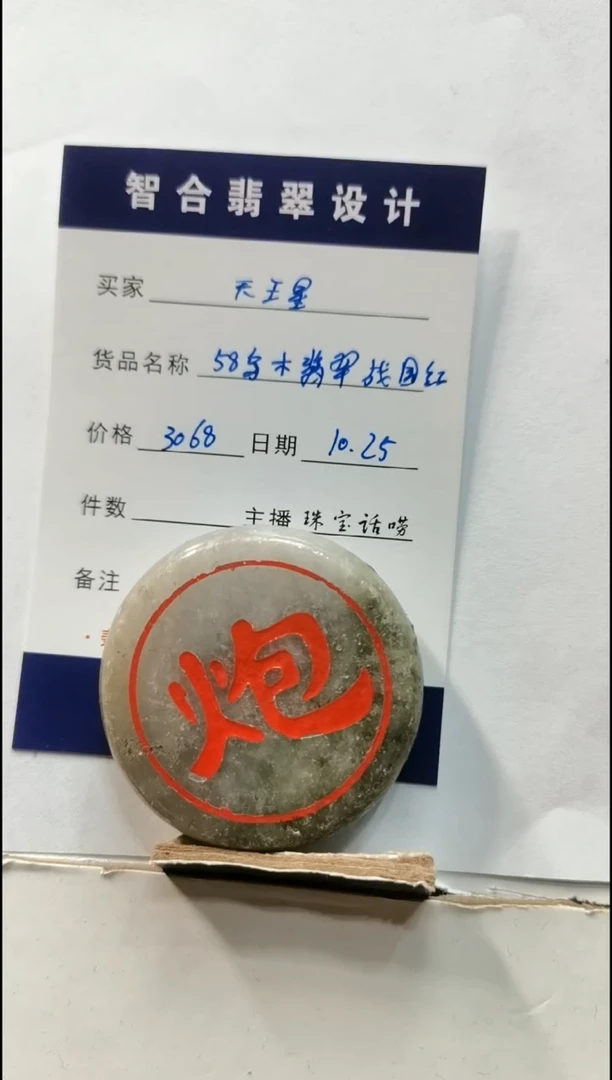 智合翡翠设计
买家 天王星
货品名称 58乌木翡翠战国红
价格 3068 日期 10.25
件数 主播 珠宝话唠
备注
炮